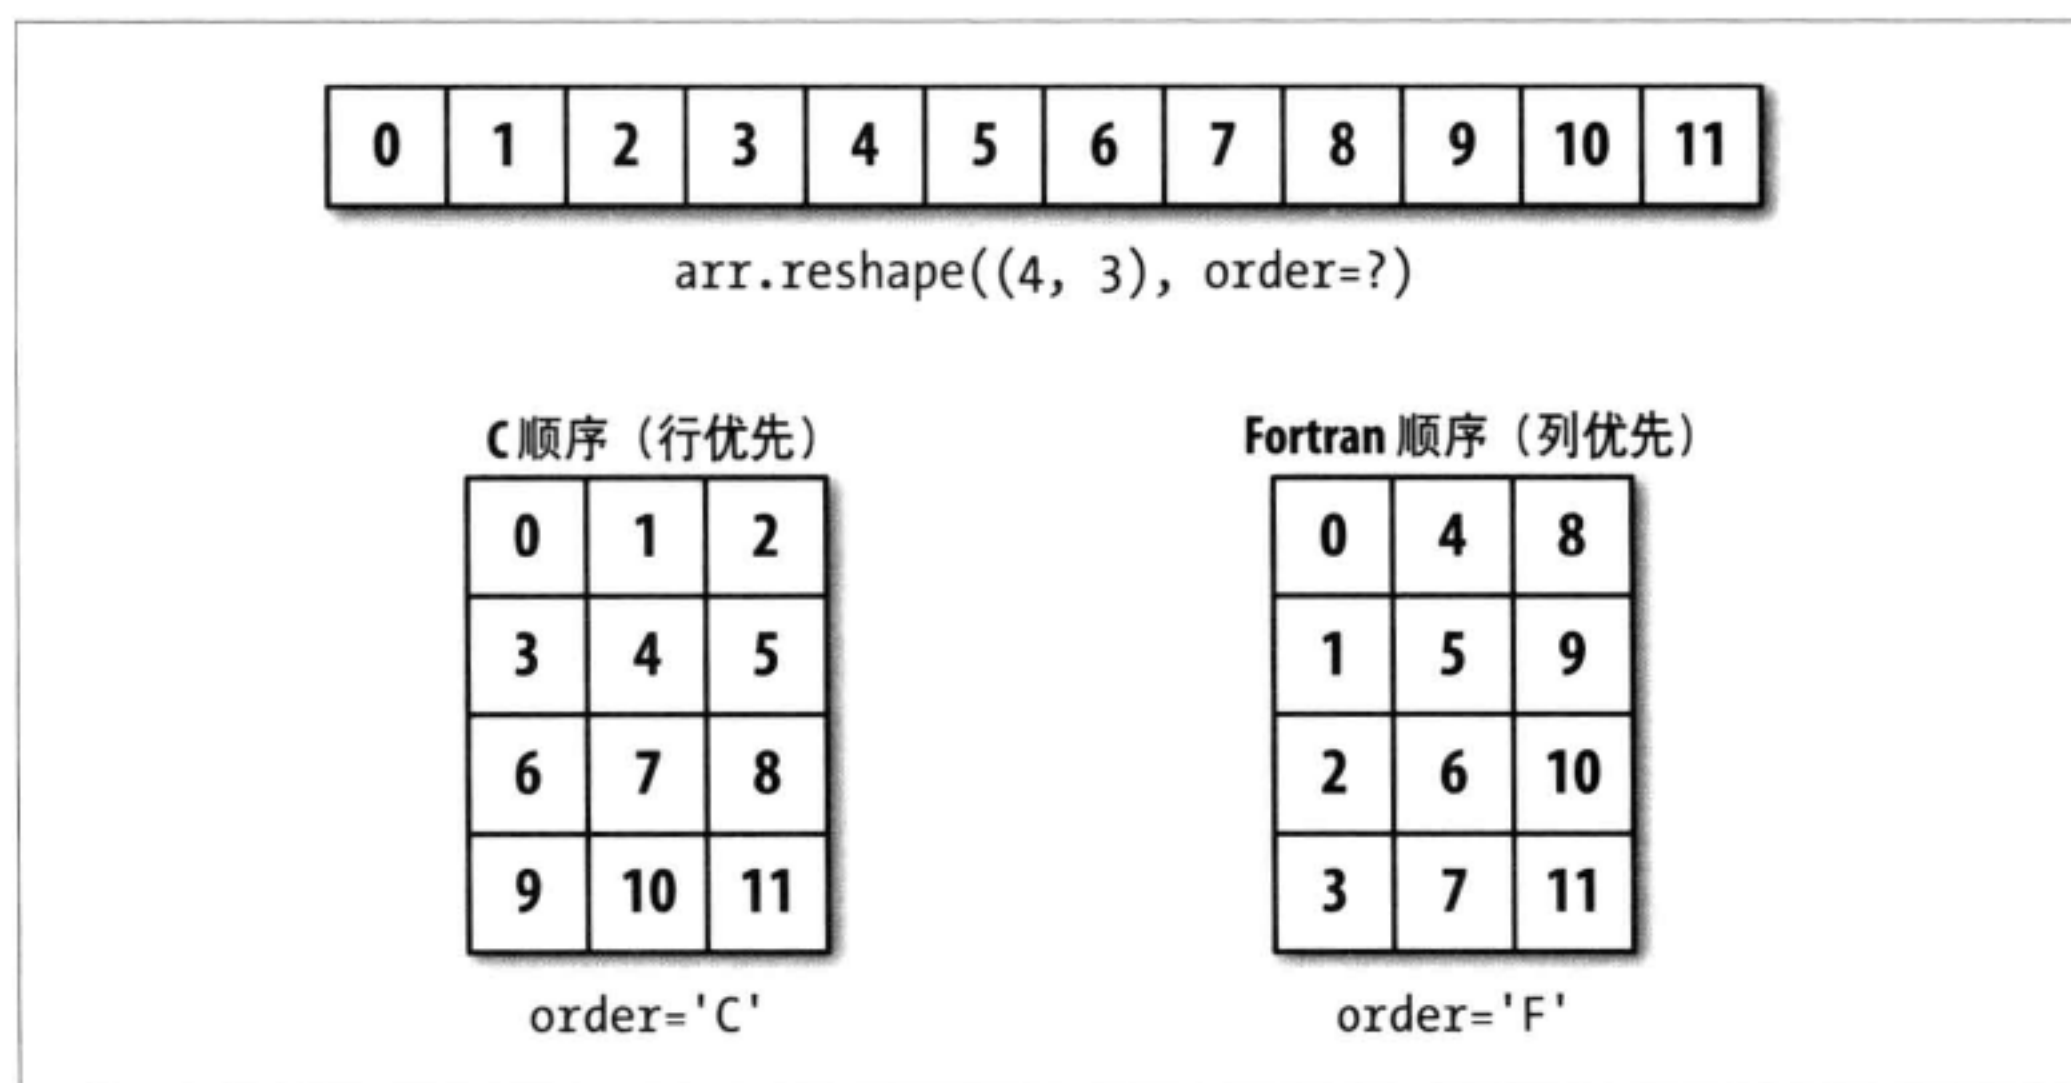 0 1 2 3 4 5 6 7 8 9 10 11
arr.reshape((4, 3), order=?)
C顺序（行优先）
0 1 2
3 4 5
6 7 8
9 10 11
order='C'
Fortran 顺序（列优先）
0 4 8
1 5 9
2 6 10
3 7 11
order='F'